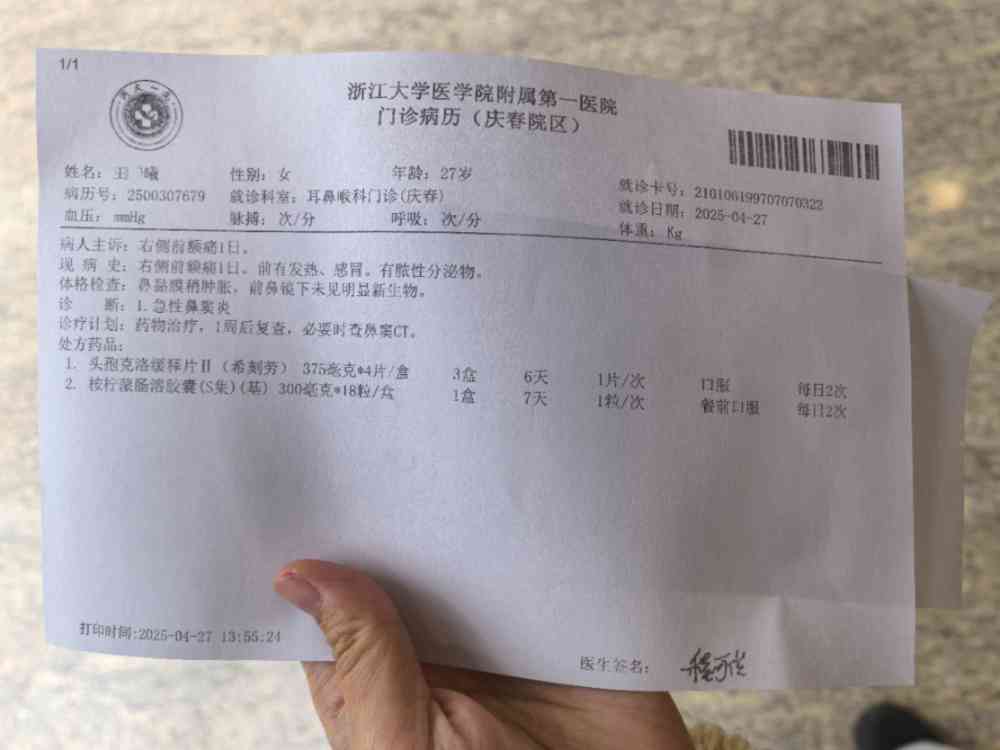 1/1
浙江大学医学院附属第一医院
门诊病历（庆春院区）
姓名： 曦 性别：女 年龄：27岁
病历号：2500307679 就诊科室：耳鼻喉科门诊(庆春) 就诊卡号：210106199707070322
就诊日期：2025-04-27
血压：mmHg 脉搏：次/分 呼吸：次/分 体重：Kg
病人主诉：右侧前额痛1日。
现 病 史：右侧前额痛1日。前有发热、感冒。有脓性分泌物。
体格检查：鼻黏膜稍肿胀，前鼻镜下未见明显新生物。
诊 断：1.急性鼻窦炎
诊疗计划：药物治疗，1周后复查，必要时查鼻窦CT。
处方药品：
1. 头孢克洛缓释片Ⅱ（希刻劳） 375毫克*4片/盒 3盒 6天 1片/次 口服 每日2次
2. 桉柠蒎肠溶胶囊(S集)(基) 300毫克*18粒/盒 1盒 7天 1粒/次 餐前口服 每日2次
打印时间:2025-04-27 13:55:24
医生签名：